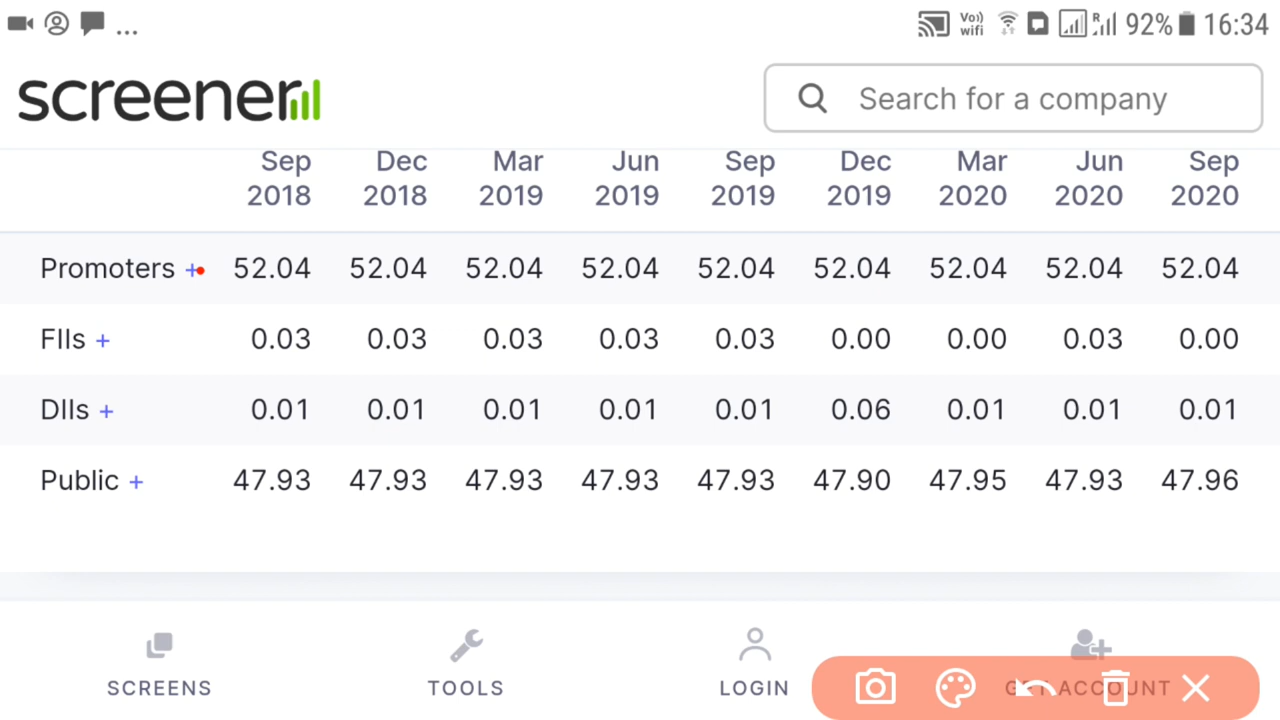 ... Vo)) wifi R 92% 16:34
screener Search for a company
Sep 2018 Dec 2018 Mar 2019 Jun 2019 Sep 2019 Dec 2019 Mar 2020 Jun 2020 Sep 2020
Promoters + 52.04 52.04 52.04 52.04 52.04 52.04 52.04 52.04 52.04
FIIs + 0.03 0.03 0.03 0.03 0.03 0.00 0.00 0.03 0.00
DIIs + 0.01 0.01 0.01 0.01 0.01 0.06 0.01 0.01 0.01
Public + 47.93 47.93 47.93 47.93 47.93 47.90 47.95 47.93 47.96
SCREENS TOOLS LOGIN GET ACCOUNT